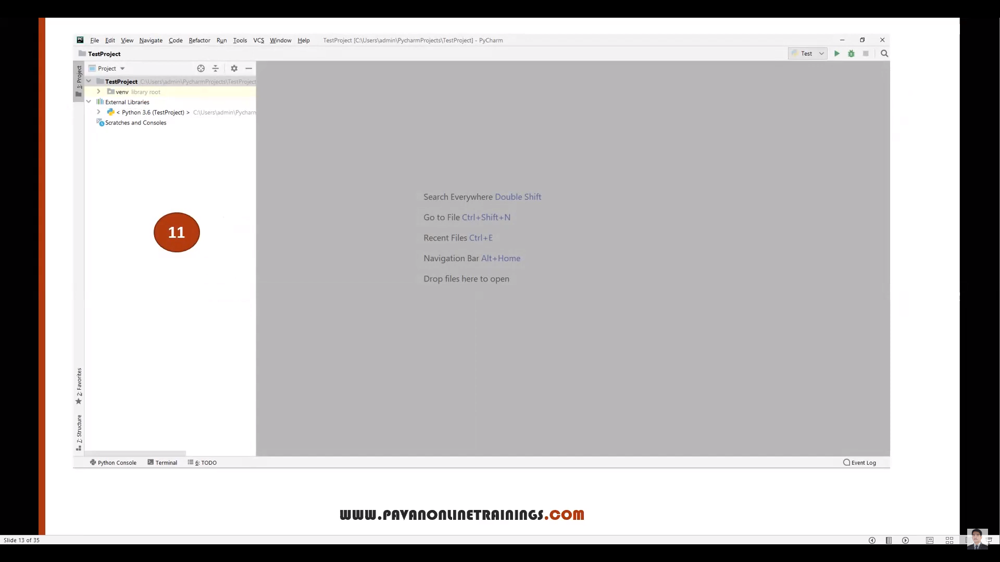 File Edit View Navigate Code Refactor Run Tools VCS Window Help TestProject [C:\Users\admin\PycharmProjects\TestProject] - PyCharm
TestProject
Test
1: Project
Project
TestProject C:\Users\admin\PycharmProjects\TestProject
venv library root
External Libraries
< Python 3.6 (TestProject) > C:\Users\admin\Pycharm
Scratches and Consoles
Search Everywhere Double Shift
Go to File Ctrl+Shift+N
Recent Files Ctrl+E
Navigation Bar Alt+Home
Drop files here to open
11
2: Favorites
7: Structure
Python Console Terminal 6: TODO
Event Log
WWW.PAVANONLINETRAININGS.COM
Slide 13 of 35